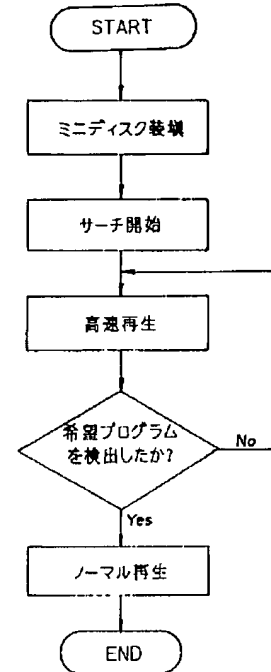 START
ミニディスク装塡
サーチ開始
高速再生
希望プログラム
を検出したか?
No
Yes
ノーマル再生
END